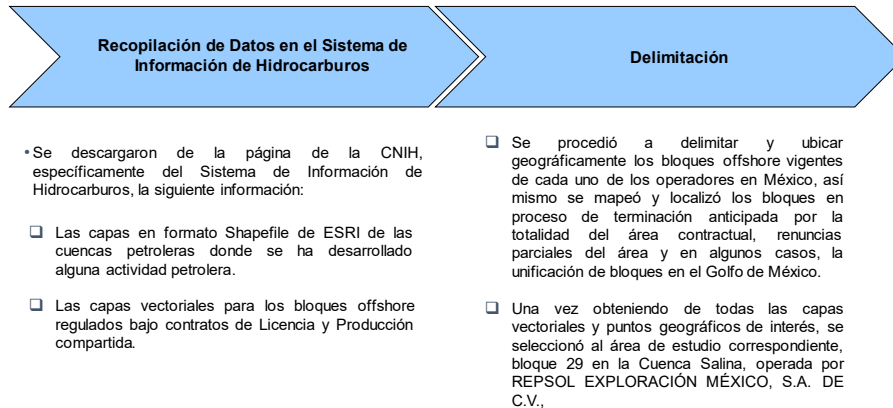 Recopilación de Datos en el Sistema de
Información de Hidrocarburos
Delimitación
• Se descargaron de la página de la CNIH,
específicamente del Sistema de Información de
Hidrocarburos, la siguiente información:
❑ Las capas en formato Shapefile de ESRI de las
cuencas petroleras donde se ha desarrollado
alguna actividad petrolera.
❑ Las capas vectoriales para los bloques offshore
regulados bajo contratos de Licencia y Producción
compartida.
❑ Se procedió a delimitar y ubicar
geográficamente los bloques offshore vigentes
de cada uno de los operadores en México, así
mismo se mapeó y localizó los bloques en
proceso de terminación anticipada por la
totalidad del área contractual, renuncias
parciales del área y en algunos casos, la
unificación de bloques en el Golfo de México.
❑ Una vez obteniendo de todas las capas
vectoriales y puntos geográficos de interés, se
seleccionó al área de estudio correspondiente,
bloque 29 en la Cuenca Salina, operada por
REPSOL EXPLORACIÓN MÉXICO, S.A. DE
C.V.,